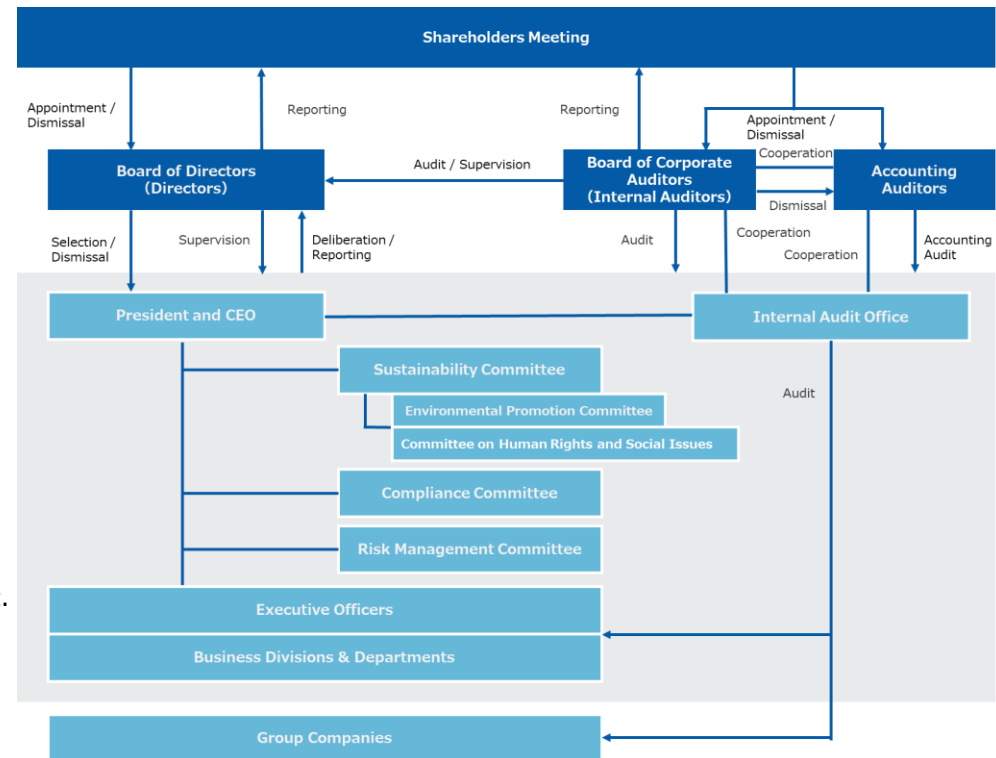 Shareholders Meeting
Appointment /
Dismissal
Reporting
Reporting
Appointment /
Dismissal
Board of Directors
(Directors)
Audit / Supervision
Board of Corporate
Auditors
(Internal Auditors)
Cooperation
Dismissal
Accounting
Auditors
Selection /
Dismissal
Supervision
Deliberation /
Reporting
Audit
Cooperation
Cooperation
Accounting
Audit
President and CEO
Internal Audit Office
Sustainability Committee
Environmental Promotion Committee
Committee on Human Rights and Social Issues
Audit
Compliance Committee
Risk Management Committee
Executive Officers
Business Divisions & Departments
Group Companies